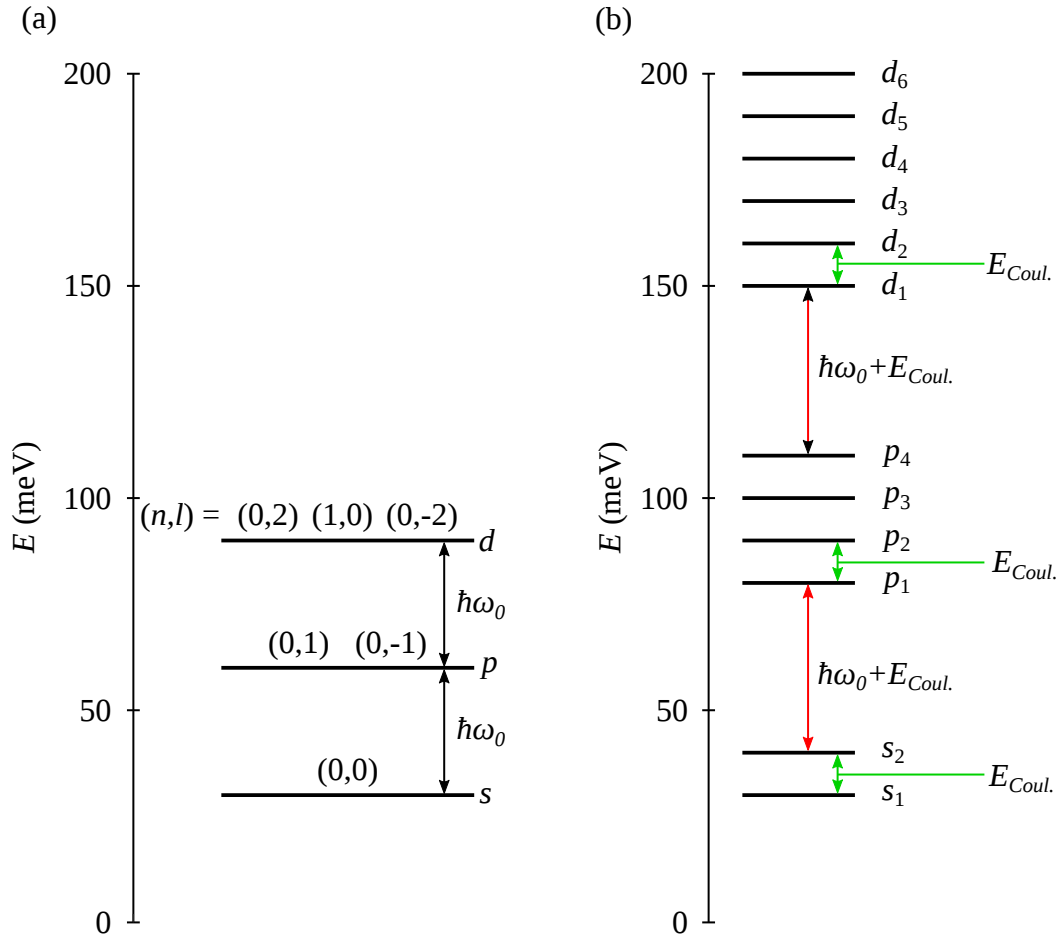 (a)
200
150
100
50
0
E (meV)
(n,l) = (0,2) (1,0) (0,-2)
d
ħω0
(0,1) (0,-1)
p
ħω0
(0,0)
s
(b)
200
150
100
50
0
E (meV)
d6
d5
d4
d3
d2
ECoul.
d1
ħω0+ECoul.
p4
p3
p2
ECoul.
p1
ħω0+ECoul.
s2
ECoul.
s1